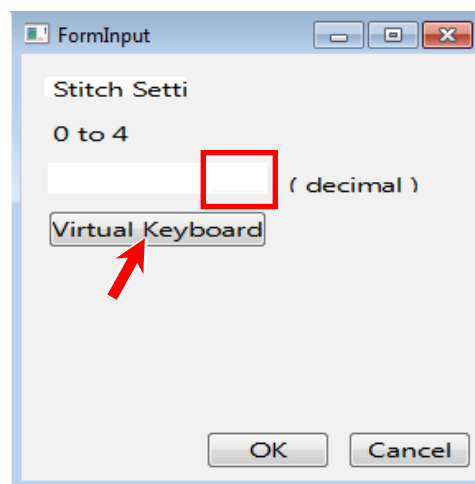 FormInput
Stitch Setti
0 to 4
( decimal )
Virtual Keyboard
OK Cancel